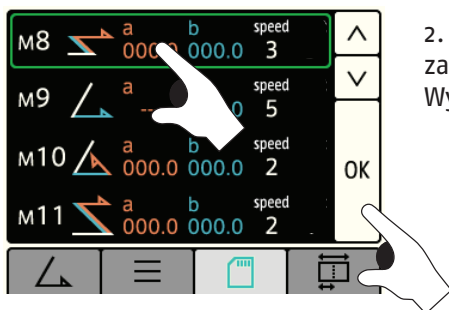 a b speed
M8 000.0 000.0 3
a speed
M9 5
a b speed
M10 000.0 000.0 2
a b speed
M11 000.0 000.0 2
OK
2.
za
Wy